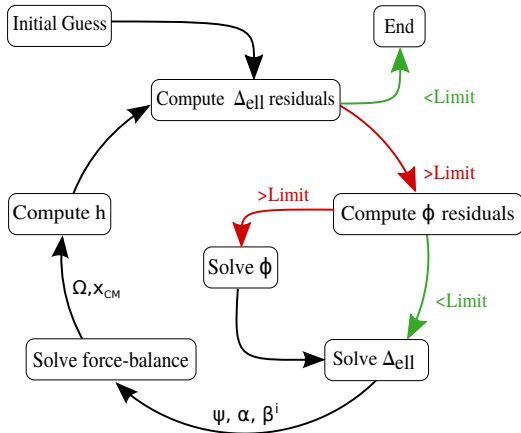 Initial Guess
End
Compute Δell residuals
<Limit
>Limit
>Limit
Compute ϕ residuals
Compute h
Solve ϕ
Ω,xCM
<Limit
Solve force-balance
Solve Δell
ψ, α, βⁱ